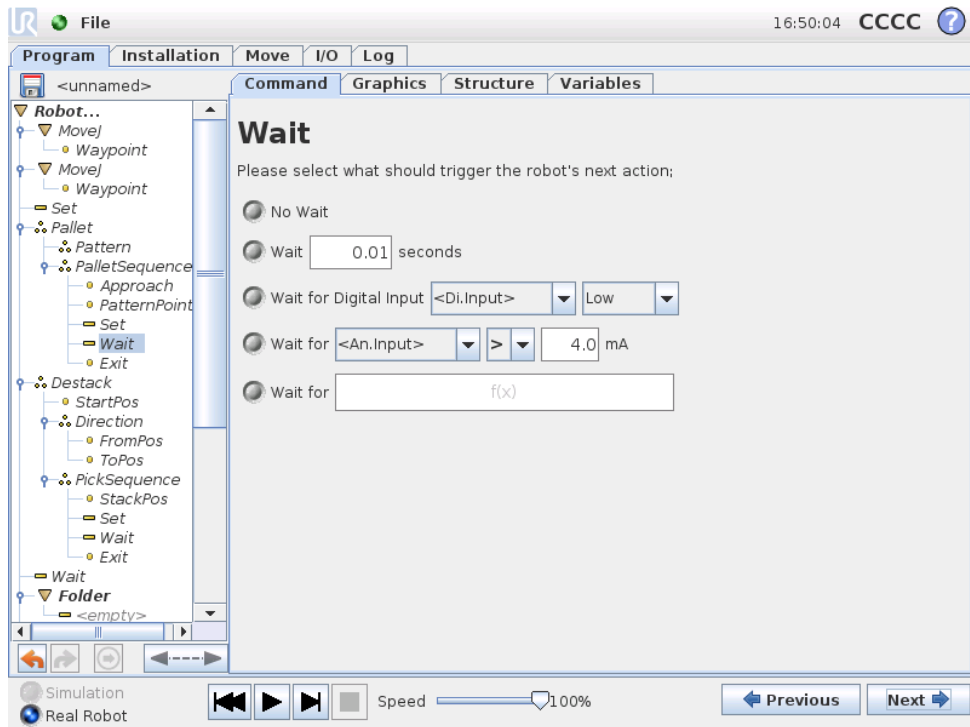 UR File 16:50:04 CCCC ?
Program Installation Move I/O Log
<unnamed>
Command Graphics Structure Variables
Robot...
MoveJ
Waypoint
MoveJ
Waypoint
Set
Pallet
Pattern
PalletSequence
Approach
PatternPoint
Set
Wait
Exit
Destack
StartPos
Direction
FromPos
ToPos
PickSequence
StackPos
Set
Wait
Exit
Wait
Folder
<empty>
Wait
Please select what should trigger the robot's next action;
No Wait
Wait 0.01 seconds
Wait for Digital Input <Di.Input> Low
Wait for <An.Input> > 4.0 mA
Wait for f(x)
Simulation
Real Robot
Speed 100%
Previous Next